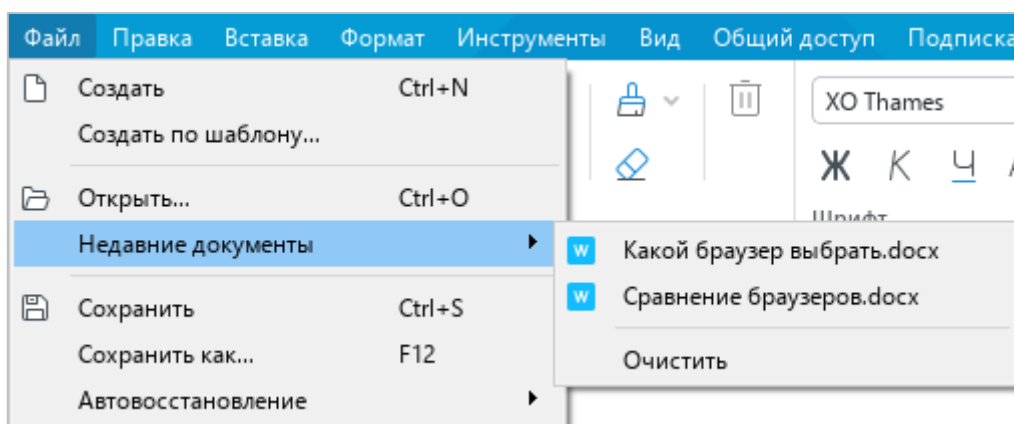 Файл Правка Вставка Формат Инструменты Вид Общий доступ Подписка
Создать Ctrl+N
Создать по шаблону...
XO Thames
Ж К Ч
Открыть... Ctrl+O
Шрифт
Недавние документы
W Какой браузер выбрать.docx
W Сравнение браузеров.docx
Сохранить Ctrl+S
Сохранить как... F12
Очистить
Автовосстановление